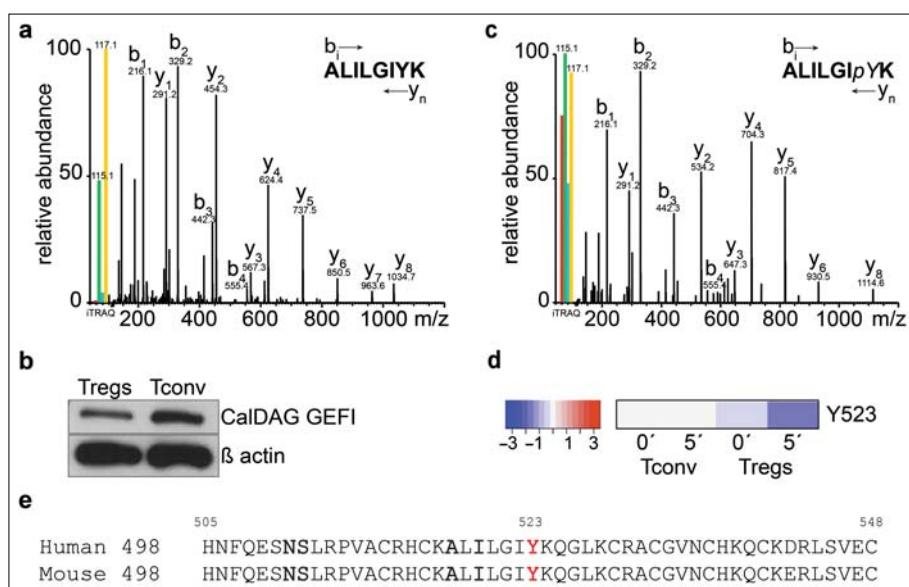 a
b₁ 216.1
y₁ 291.2
b₂ 329.2
y₂ 454.3
b₃ 442.3
b₄ 555.4
y₃ 567.3
y₄ 624.4
y₅ 737.5
y₆ 850.5
y₇ 963.6
y₈ 1034.7
117.1
115.1
bᵢ →
ALILGIYK
← yₙ
relative abundance
100
50
0
iTRAQ
200 400 600 800 1000 m/z
c
115.1
117.1
b₁ 216.1
y₁ 291.2
b₂ 329.2
b₃ 442.3
y₂ 534.2
b₄ 555.4
y₃ 647.3
y₄ 704.3
y₅ 817.4
y₆ 930.5
y₈ 1114.6
bᵢ →
ALILGIpYK
← yₙ
relative abundance
100
50
0
iTRAQ
200 400 600 800 1000 m/z
b
Tregs Tconv
CalDAG GEFI
ß actin
d
−3 −1 1 3
Y523
0´ 5´ 0´ 5´
Tconv Tregs
e
505 523 548
Human 498 HNFQESNSLRPVACRHCKALILGIYKQGLKCRACGVNCHKQCKDRLSVEC
Mouse 498 HNFQESNSLRPVACRHCKALILGIYKQGLKCRACGVNCHKQCKERLSVEC